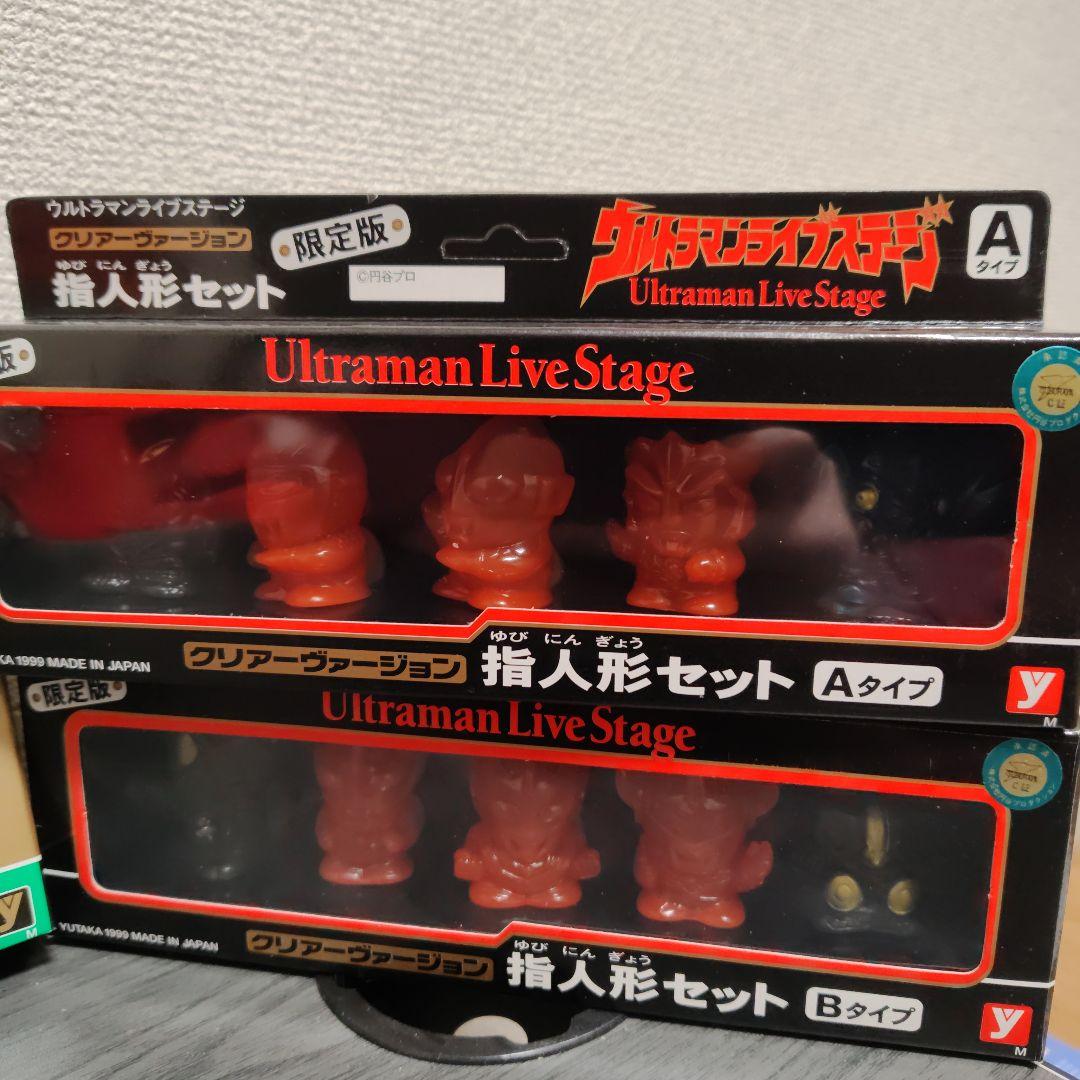 ウルトラマンライブステージ
クリアーヴァージョン
限定版
ゆび にん ぎょう
指人形セット
©円谷プロ
ウルトラマンライブステージ
Ultraman Live Stage
Aタイプ
版
Ultraman Live Stage
KA 1999 MADE IN JAPAN
クリアーヴァージョン
ゆび にん ぎょう
指人形セット
Aタイプ
y
M
限定版
Ultraman Live Stage
YUTAKA 1999 MADE IN JAPAN
クリアーヴァージョン
ゆび にん ぎょう
指人形セット
Bタイプ
y
M
y
M